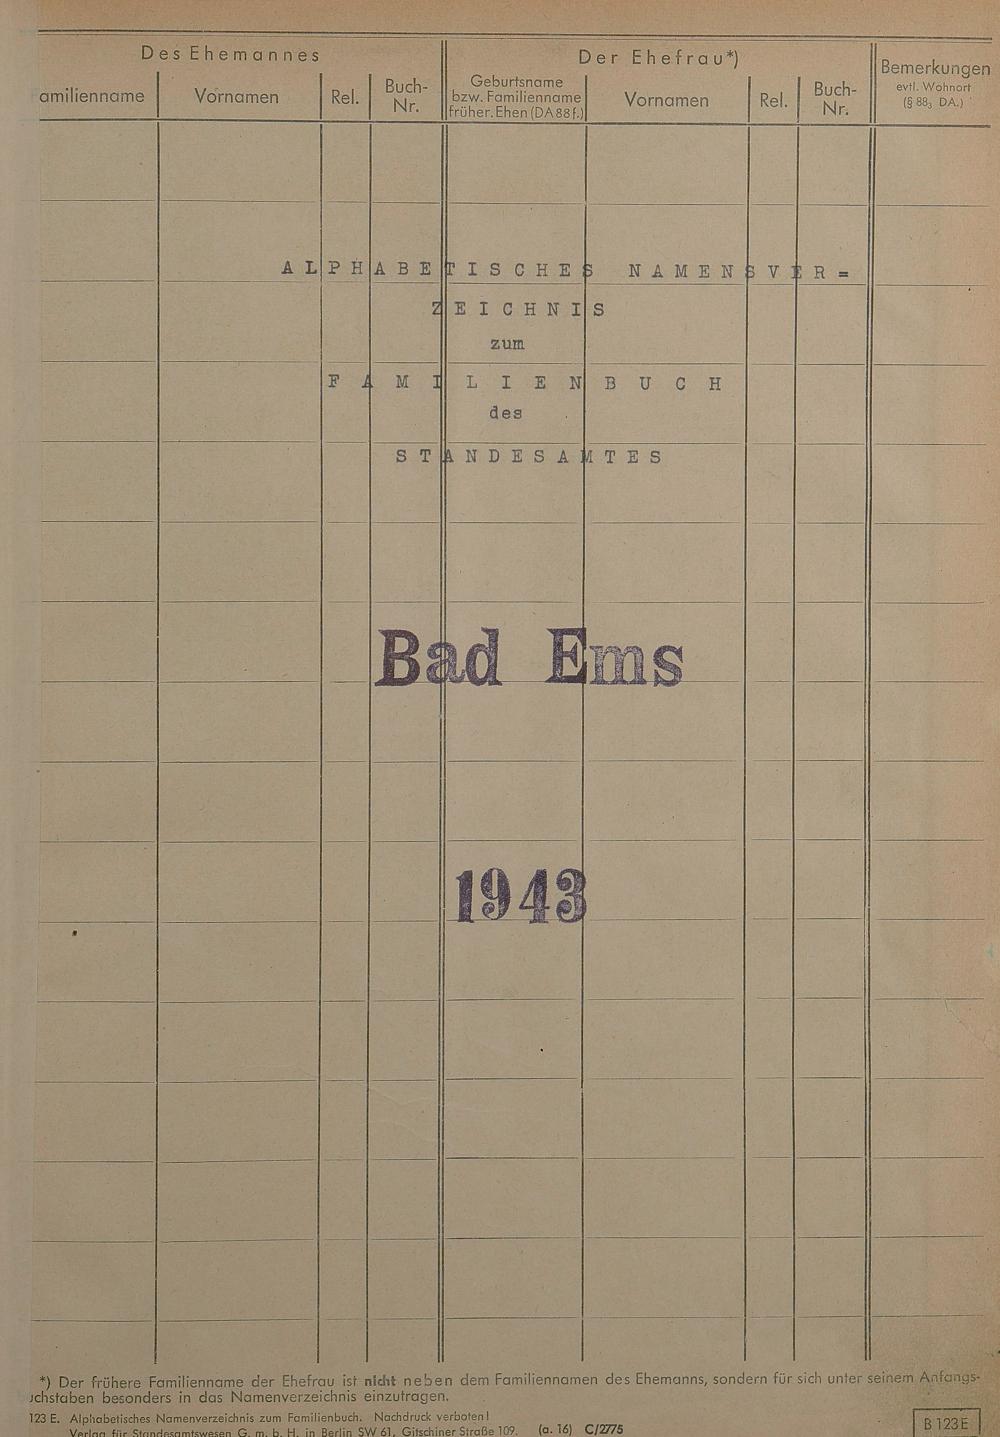 Des Ehemannes
Der Ehefrau*)
Bemerkungen
evtl. Wohnort
(§ 88₃ DA.)
amilienname
Vornamen
Rel.
Buch-
Nr.
Geburtsname
bzw. Familienname
früher. Ehen (DA 88 f.)
Vornamen
Rel.
Buch-
Nr.
ALPHABETISCHES NAMENSVER=
ZEICHNIS
zum
FAMILIENBUCH
des
STANDESAMTES
Bad Ems
1943
*) Der frühere Familienname der Ehefrau ist nicht neben dem Familiennamen des Ehemanns, sondern für sich unter seinem Anfangs-
uchstaben besonders in das Namenverzeichnis einzutragen.
123 E. Alphabetisches Namenverzeichnis zum Familienbuch. Nachdruck verboten!
Verlag für Standesamtswesen G. m. b. H. in Berlin SW 61, Gitschiner Straße 109. (a. 16) C/2775
B 123 E